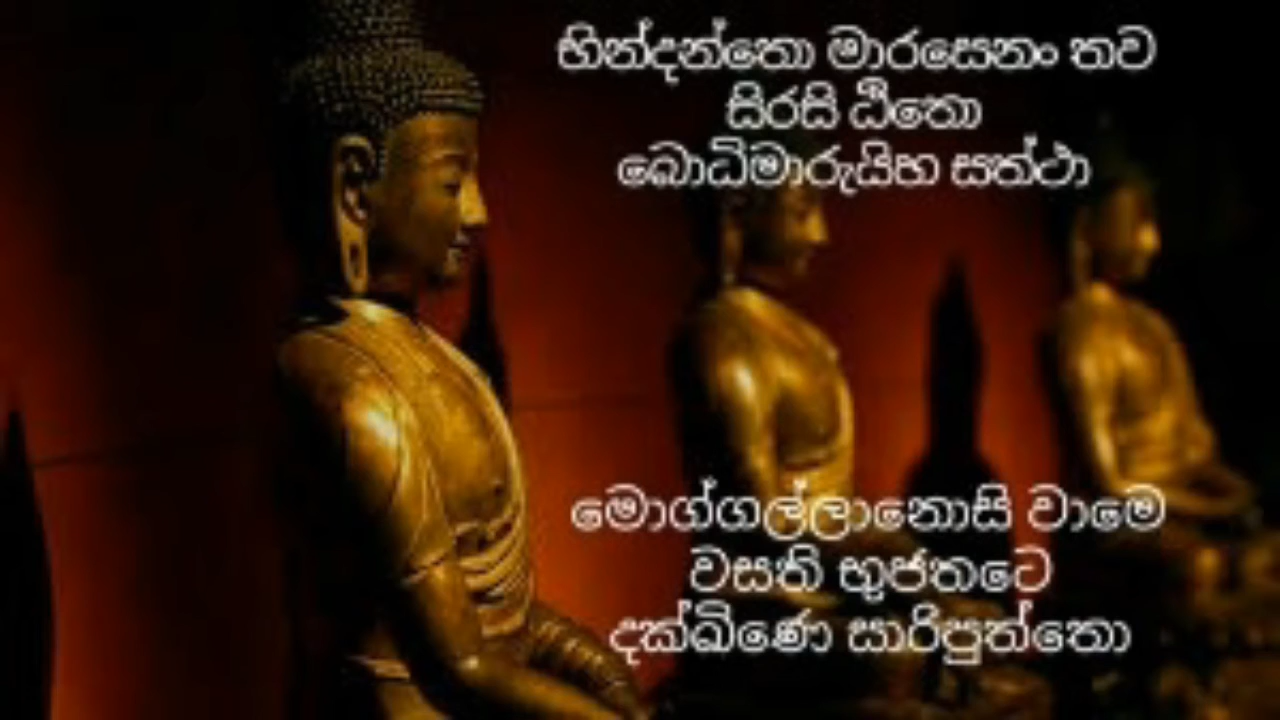 භින්දන්තො මාරසෙනං තව
සිරසි ඨිතො
බොධිමාරුයිහ සත්ථා
මොග්ගල්ලානොසි වාමෙ
වසති භුජතටෙ
දක්ඛිණෙ සාරිපුත්තො